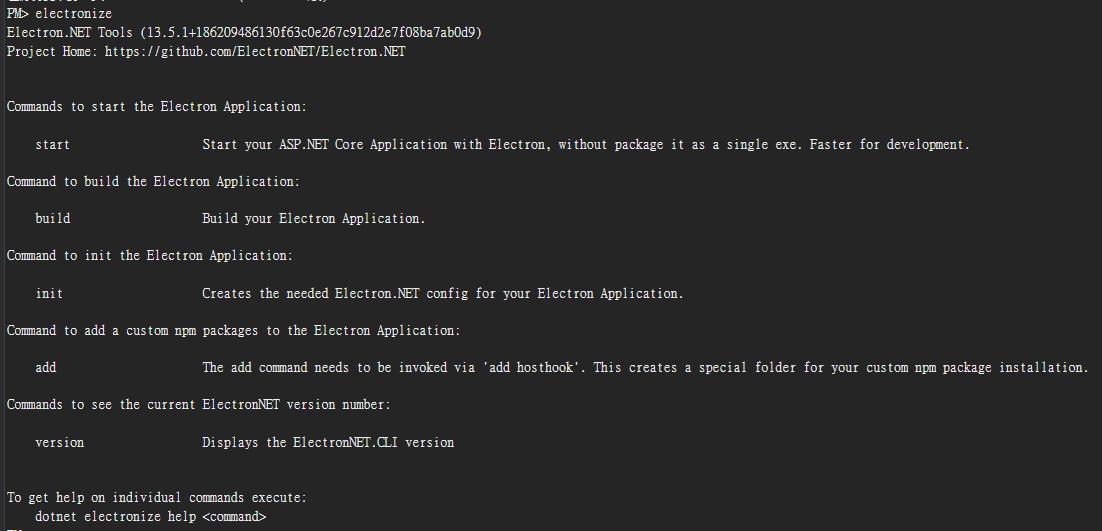 PM> electronize
Electron.NET Tools (13.5.1+186209486130f63c0e267c912d2e7f08ba7ab0d9)
Project Home: https://github.com/ElectronNET/Electron.NET
Commands to start the Electron Application:
start Start your ASP.NET Core Application with Electron, without package it as a single exe. Faster for development.
Command to build the Electron Application:
build Build your Electron Application.
Command to init the Electron Application:
init Creates the needed Electron.NET config for your Electron Application.
Command to add a custom npm packages to the Electron Application:
add The add command needs to be invoked via 'add hosthook'. This creates a special folder for your custom npm package installation.
Commands to see the current ElectronNET version number:
version Displays the ElectronNET.CLI version
To get help on individual commands execute:
dotnet electronize help <command>